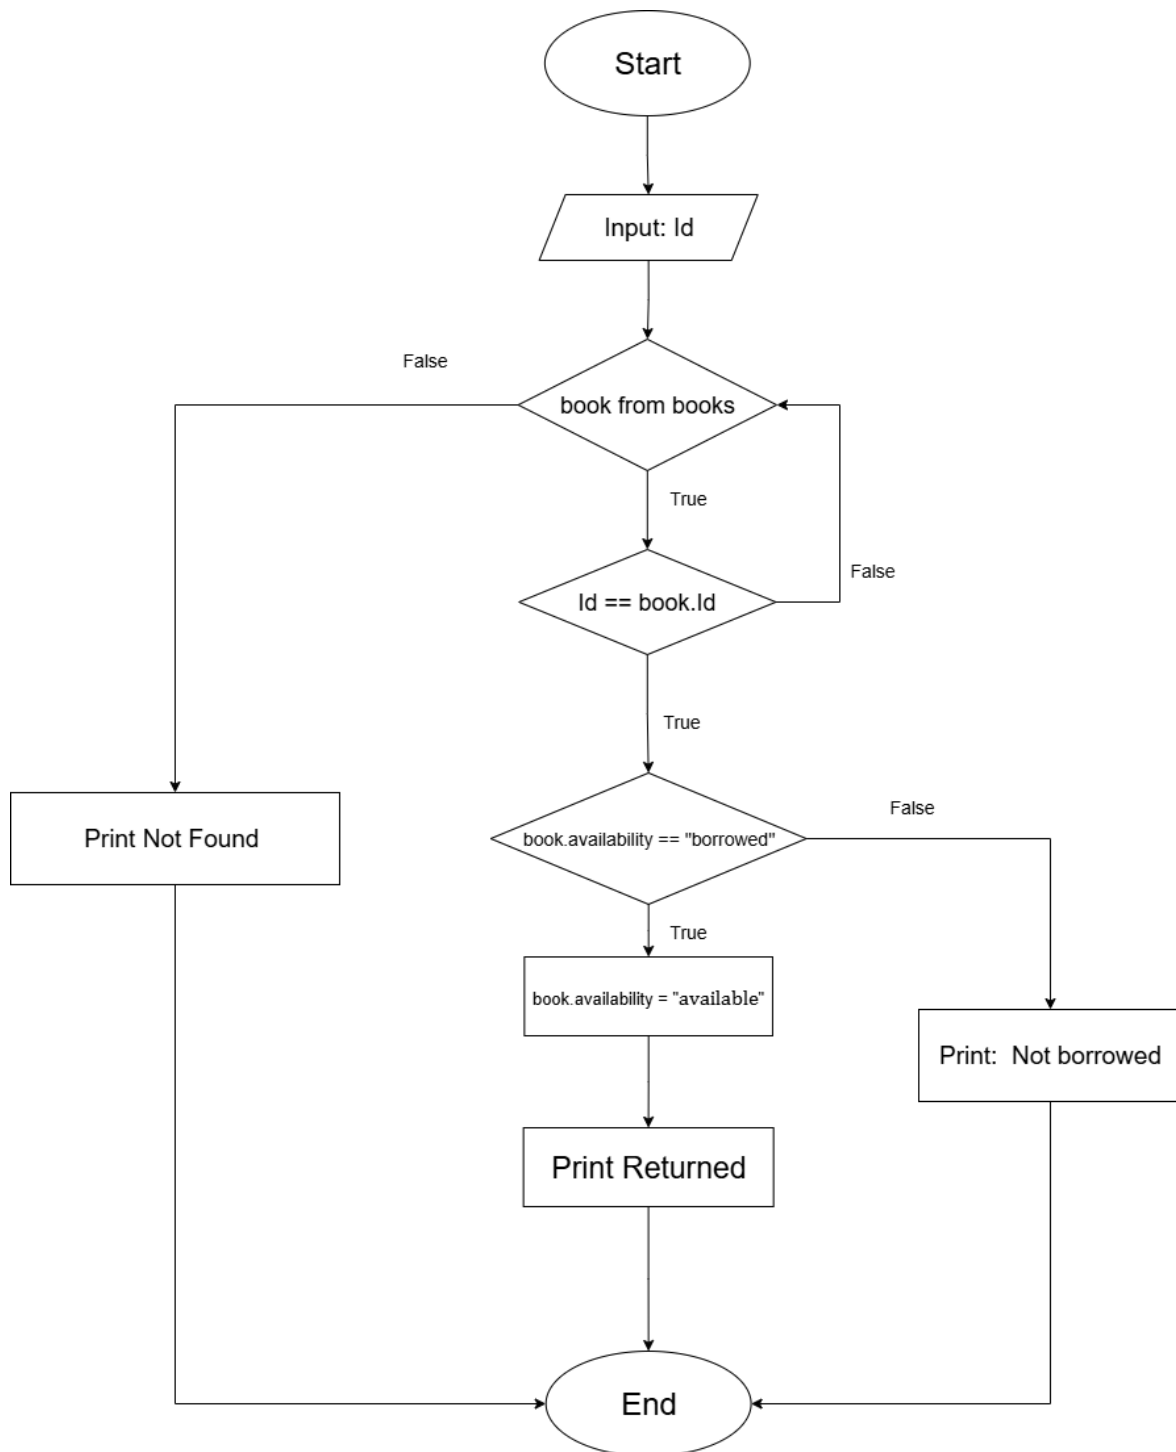 Start
Input: Id
False
book from books
True
False
Id == book.Id
True
False
Print Not Found
book.availability == "borrowed"
True
book.availability = "available"
Print:  Not borrowed
Print Returned
End